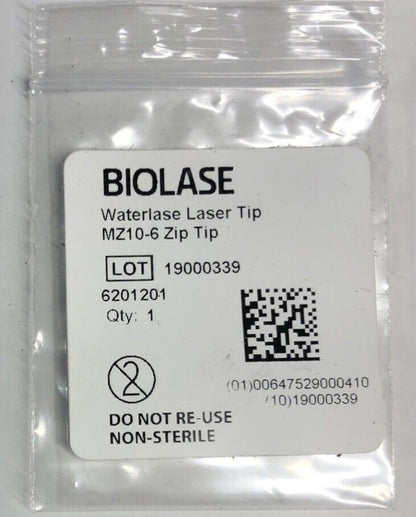 BIOLASE
Waterlase Laser Tip
MZ10-6 Zip Tip
LOT 19000339
6201201
Qty: 1
2
(01)00647529000410
(10)19000339
DO NOT RE-USE
NON-STERILE